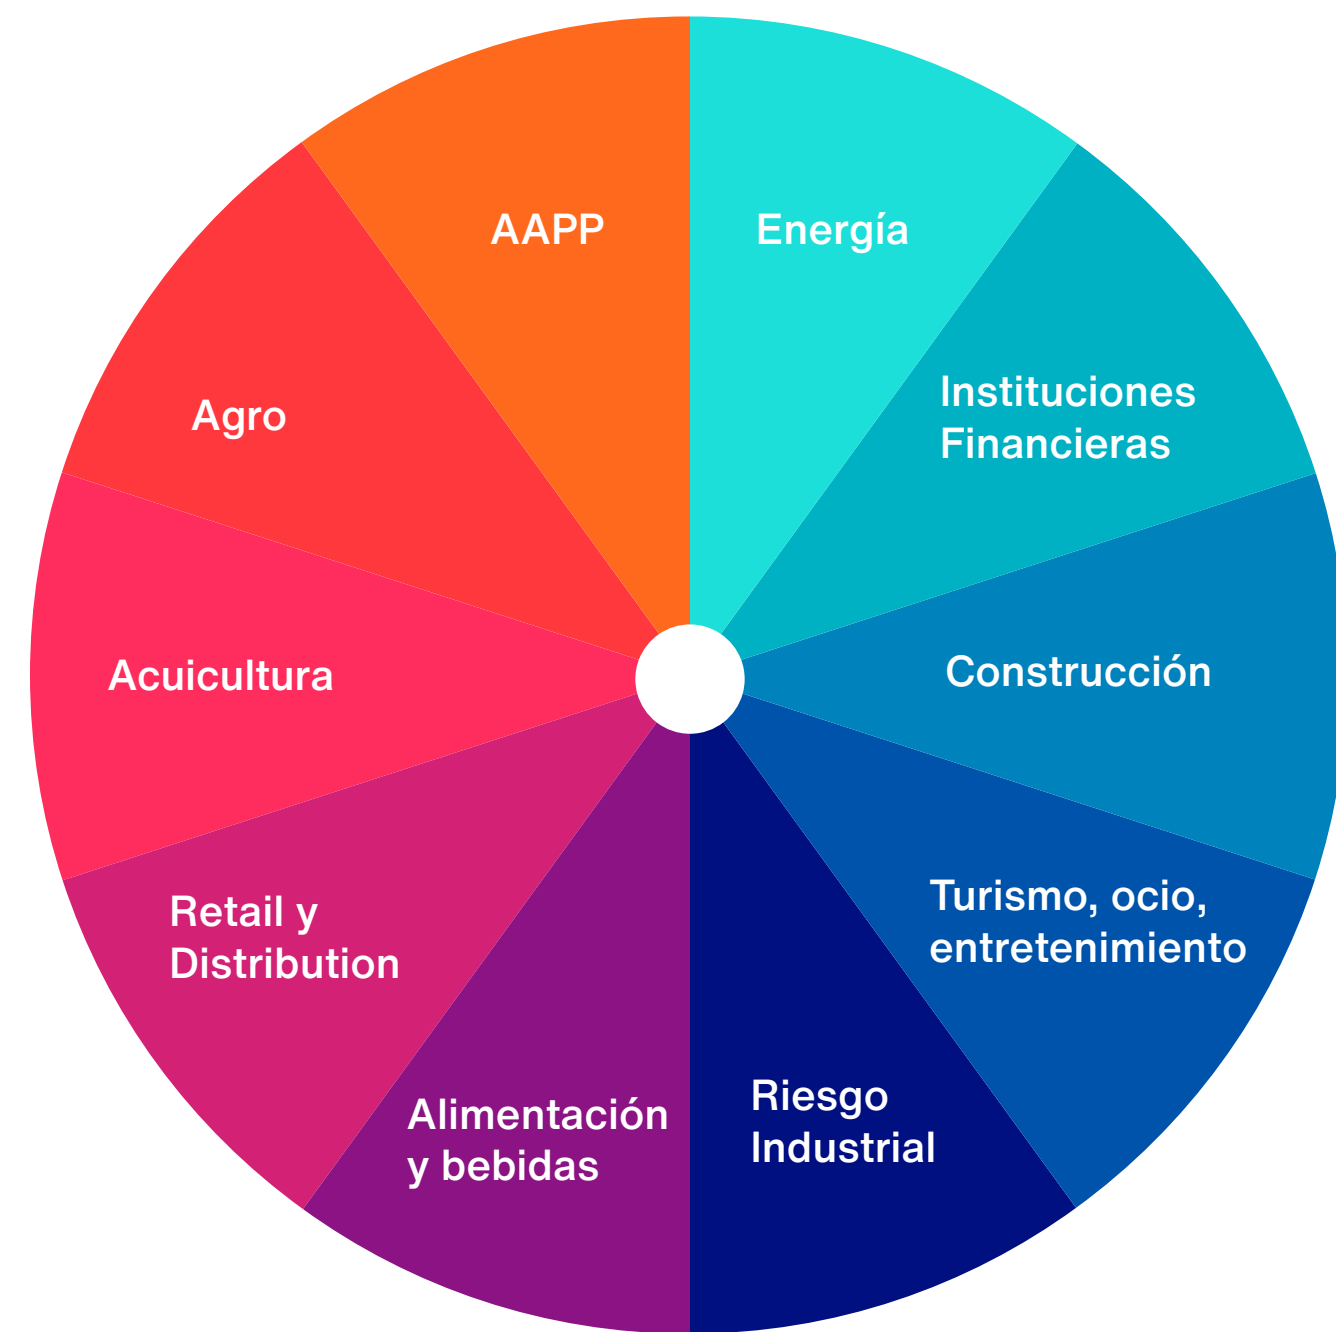 AAPP
Energía
Instituciones
Financieras
Agro
Construcción
Acuicultura
Turismo, ocio,
entretenimiento
Retail y
Distribution
Riesgo
Industrial
Alimentación
y bebidas